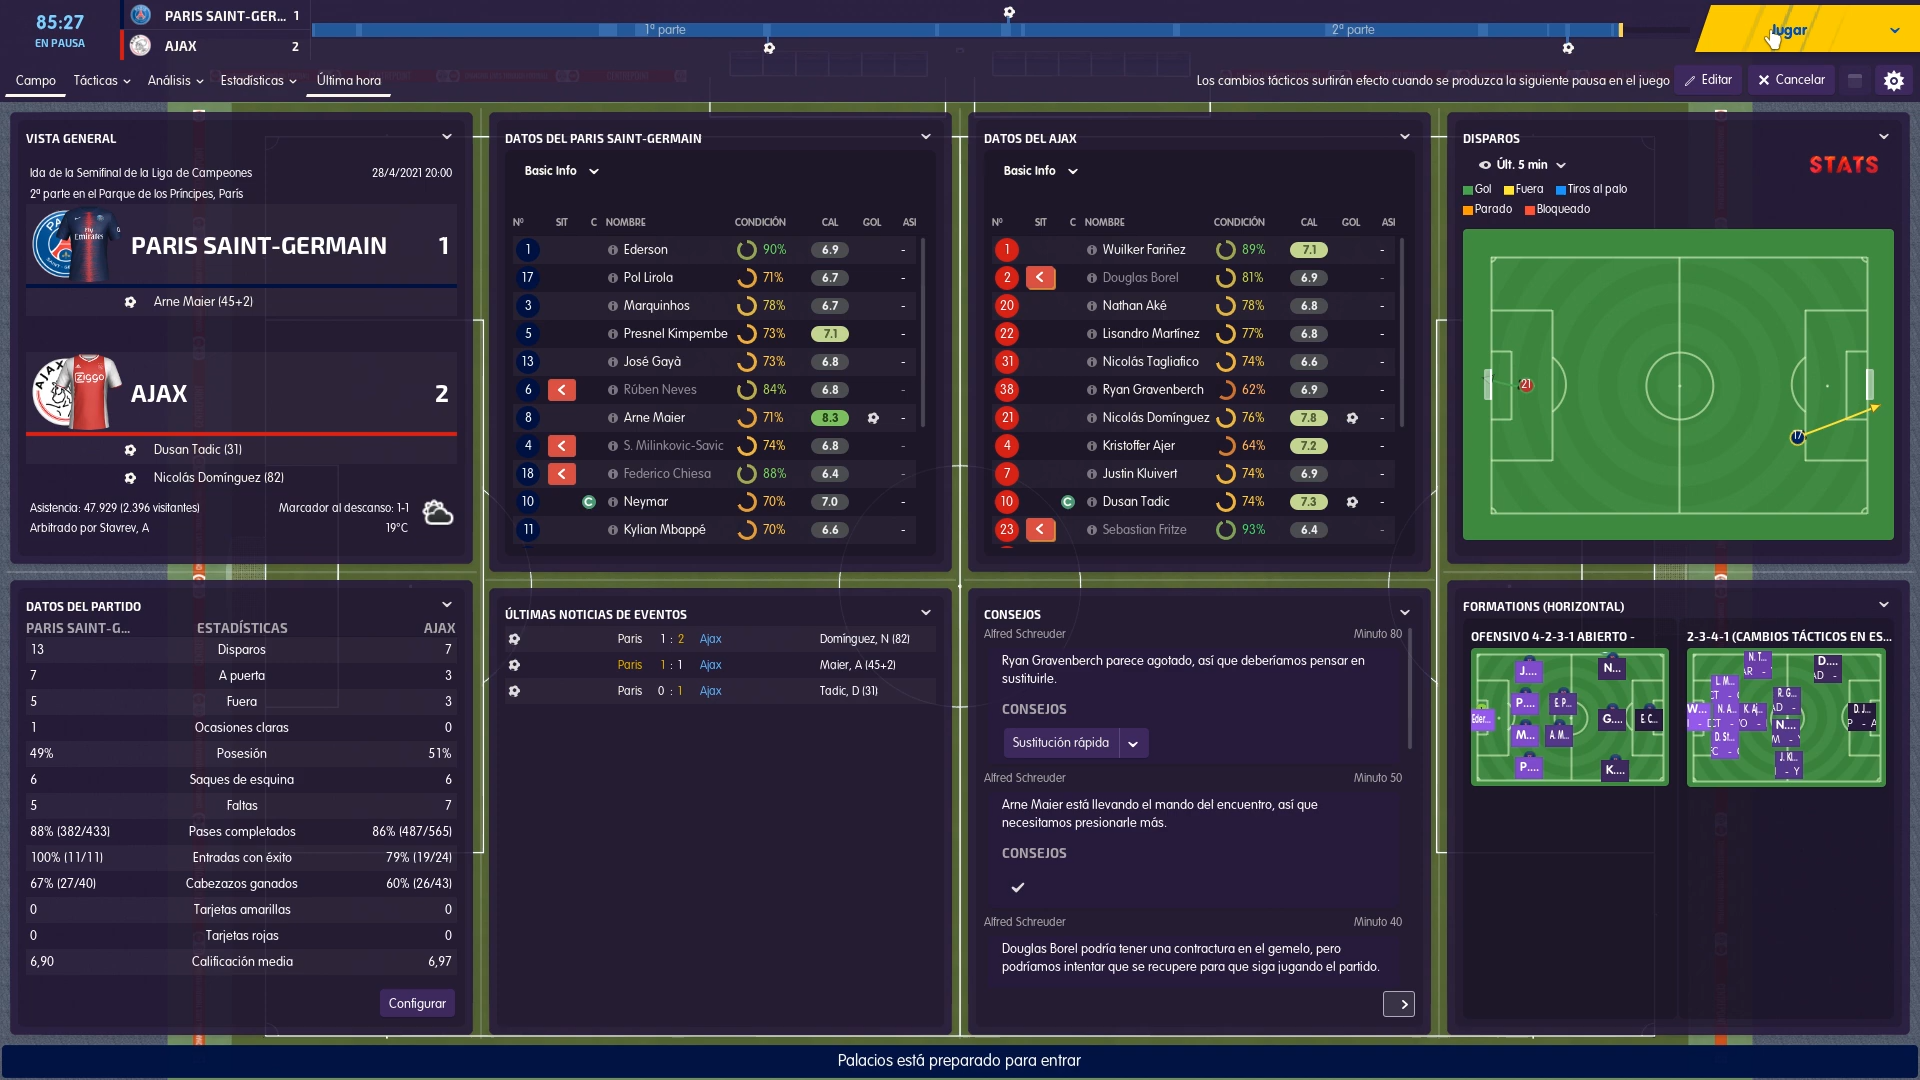 85:27
EN PAUSA
PARIS SAINT-GER... 1
AJAX 2
1ª parte
2ª parte
Jugar
Campo Tácticas Análisis Estadísticas Última hora
Los cambios tácticos surtirán efecto cuando se produzca la siguiente pausa en el juego
Editar
Cancelar
VISTA GENERAL
Ida de la Semifinal de la Liga de Campeones 28/4/2021 20:00
2ª parte en el Parque de los Príncipes, París
PARIS SAINT-GERMAIN 1
Arne Maier (45+2)
AJAX 2
Dusan Tadic (31)
Nicolás Domínguez (82)
Asistencia: 47.929 (2.396 visitantes) Marcador al descanso: 1-1
Arbitrado por Stavrev, A 19°C
DATOS DEL PARIS SAINT-GERMAIN
Basic Info
Nº SIT C NOMBRE CONDICIÓN CAL GOL ASI
1 Ederson 90% 6.9 -
17 Pol Lirola 71% 6.7 -
3 Marquinhos 78% 6.7 -
5 Presnel Kimpembe 73% 7.1 -
13 José Gayà 73% 6.8 -
6 Rúben Neves 84% 6.8 -
8 Arne Maier 71% 8.3 -
4 S. Milinkovic-Savic 74% 6.8 -
18 Federico Chiesa 88% 6.4 -
10 C Neymar 70% 7.0 -
11 Kylian Mbappé 70% 6.6 -
DATOS DEL AJAX
Basic Info
Nº SIT C NOMBRE CONDICIÓN CAL GOL ASI
1 Wuilker Fariñez 89% 7.1 -
2 Douglas Borel 81% 6.9 -
20 Nathan Aké 78% 6.8 -
22 Lisandro Martínez 77% 6.8 -
31 Nicolás Tagliafico 74% 6.6 -
38 Ryan Gravenberch 62% 6.9 -
21 Nicolás Domínguez 76% 7.8 -
4 Kristoffer Ajer 64% 7.2 -
7 Justin Kluivert 74% 6.9 -
10 C Dusan Tadic 74% 7.3 -
23 Sebastian Fritze 93% 6.4 -
DISPAROS
Últ. 5 min
STATS
Gol Fuera Tiros al palo
Parado Bloqueado
21
17
DATOS DEL PARTIDO
PARIS SAINT-G... ESTADÍSTICAS AJAX
13 Disparos 7
7 A puerta 3
5 Fuera 3
1 Ocasiones claras 0
49% Posesión 51%
6 Saques de esquina 6
5 Faltas 7
88% (382/433) Pases completados 86% (487/565)
100% (11/11) Entradas con éxito 79% (19/24)
67% (27/40) Cabezazos ganados 60% (26/43)
0 Tarjetas amarillas 0
0 Tarjetas rojas 0
6,90 Calificación media 6,97
Configurar
ÚLTIMAS NOTICIAS DE EVENTOS
Paris 1 : 2 Ajax Domínguez, N (82)
Paris 1 : 1 Ajax Maier, A (45+2)
Paris 0 : 1 Ajax Tadic, D (31)
CONSEJOS
Alfred Schreuder Minuto 80
Ryan Gravenberch parece agotado, así que deberíamos pensar en
sustituirle.
CONSEJOS
Sustitución rápida
Alfred Schreuder Minuto 50
Arne Maier está llevando el mando del encuentro, así que
necesitamos presionarle más.
CONSEJOS
Alfred Schreuder Minuto 40
Douglas Borel podría tener una contractura en el gemelo, pero
podríamos intentar que se recupere para que siga jugando el partido.
FORMATIONS (HORIZONTAL)
OFENSIVO 4-2-3-1 ABIERTO -
J.... N...
P.... E. P...
Eder... G.... E. C...
M... A. M...
P.... K....
2-3-4-1 (CAMBIOS TÁCTICOS EN ES...
N. T... D....
L. M... R. G...
W... N. A... K. Aj... D. J...
D. St... N....
J. Kl...
Palacios está preparado para entrar